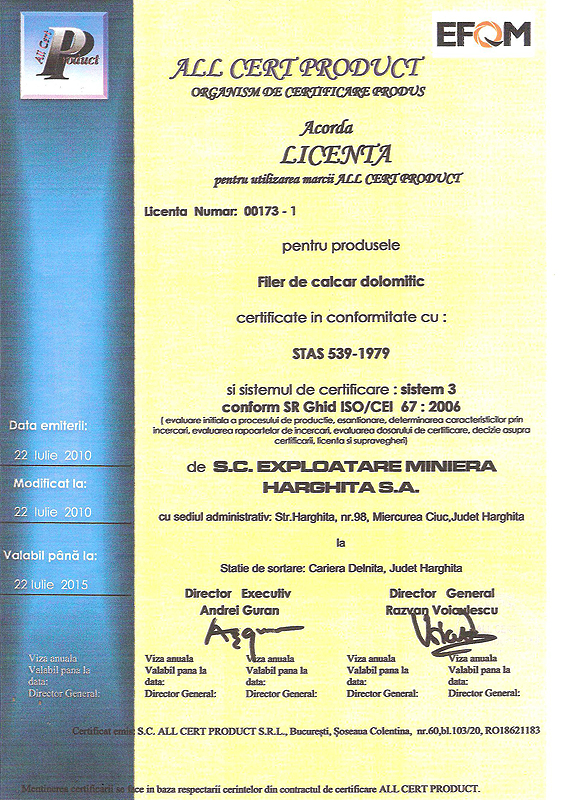 All Cert Product
EFQM
ALL CERT PRODUCT
ORGANISM DE CERTIFICARE PRODUS
Acorda
LICENTA
pentru utilizarea marcii ALL CERT PRODUCT
Licenta Numar: 00173 - 1
pentru produsele
Filer de calcar dolomitic
certificate in conformitate cu :
STAS 539-1979
si sistemul de certificare : sistem 3
conform SR Ghid ISO/CEI 67 : 2006
( evaluare initiala a procesului de productie, esantionare, determinarea caracteristicilor prin
incercari, evaluarea rapoartelor de incercari, evaluarea dosarului de certificare, decizie asupra
certificarii, licenta si supravegheri)
de S.C. EXPLOATARE MINIERA
HARGHITA S.A.
cu sediul administrativ: Str.Harghita, nr.98, Miercurea Ciuc,Judet Harghita
la
Statie de sortare: Cariera Delnita, Judet Harghita
Data emiterii:
22 Iulie 2010
Modificat la:
22 Iulie 2010
Valabil până la:
22 Iulie 2015
Director Executiv
Andrei Guran
Director General
Razvan Voiculescu
Viza anuala
Valabil pana la
data:
Director General:
Viza anuala
Valabil pana la
data:
Director General:
Viza anuala
Valabil pana la
data:
Director General:
Viza anuala
Valabil pana la
data:
Director General:
Viza anuala
Valabil pana la
data:
Director General:
Certificat emis: S.C. ALL CERT PRODUCT S.R.L., Bucureşti, Şoseaua Colentina, nr.60,bl.103/20, RO18621183
Mentinerea certificării se face in baza respectarii cerintelor din contractul de certificare ALL CERT PRODUCT.